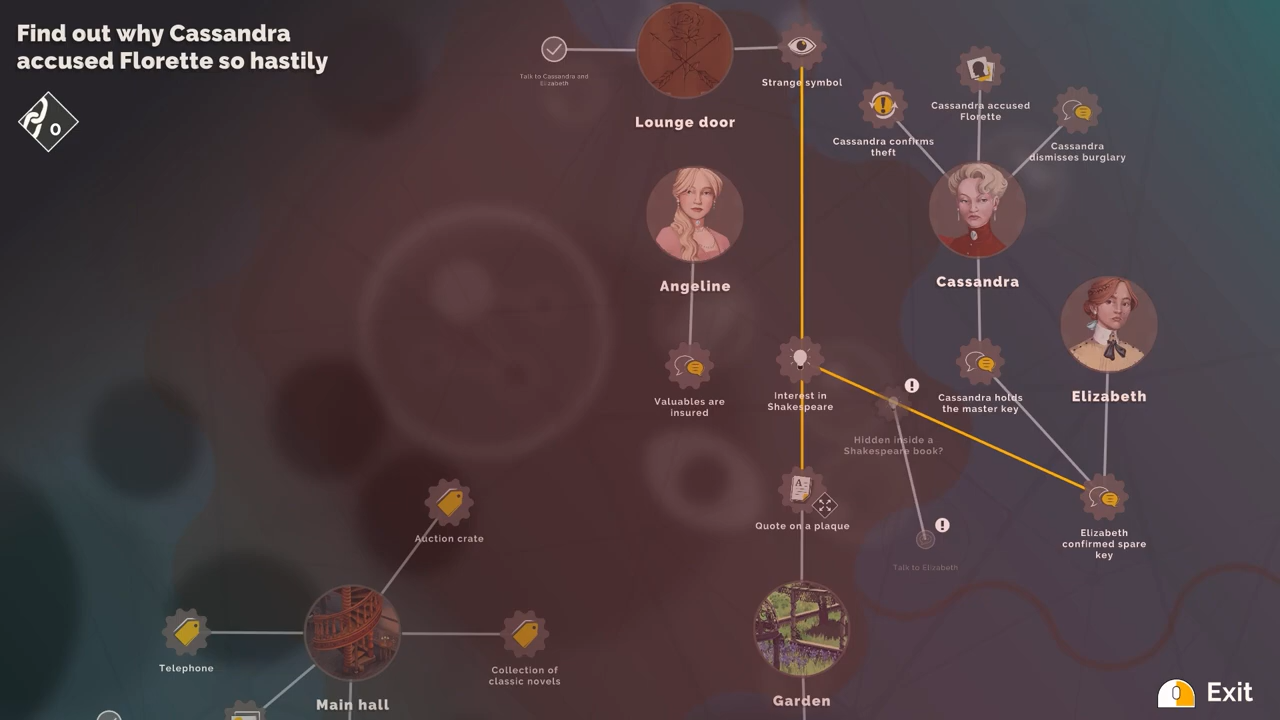 Find out why Cassandra
accused Florette so hastily
0
Talk to Cassandra and
Elizabeth
Lounge door
Strange symbol
Cassandra confirms
theft
Cassandra accused
Florette
Cassandra
dismisses burglary
Angeline
Cassandra
Elizabeth
Valuables are
insured
Interest in
Shakespeare
Cassandra holds
the master key
Hidden inside a
Shakespeare book?
Auction crate
A
Quote on a plaque
Elizabeth
confirmed spare
key
Talk to Elizabeth
Telephone
Collection of
classic novels
Main hall
Garden
Exit